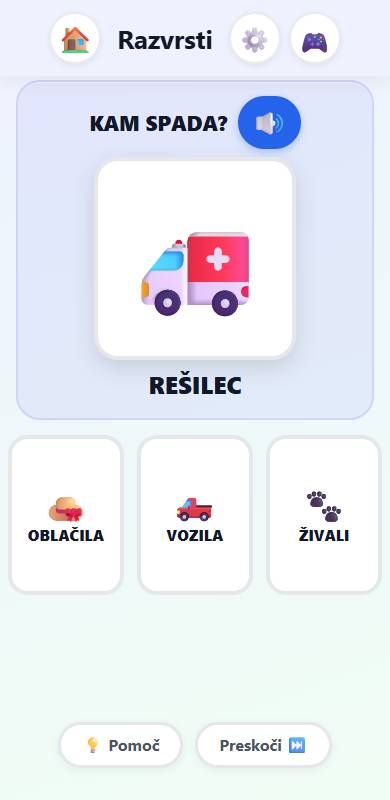 Razvrsti
KAM SPADA?
REŠILEC
OBLAČILA
VOZILA
ŽIVALI
Pomoč
Preskoči